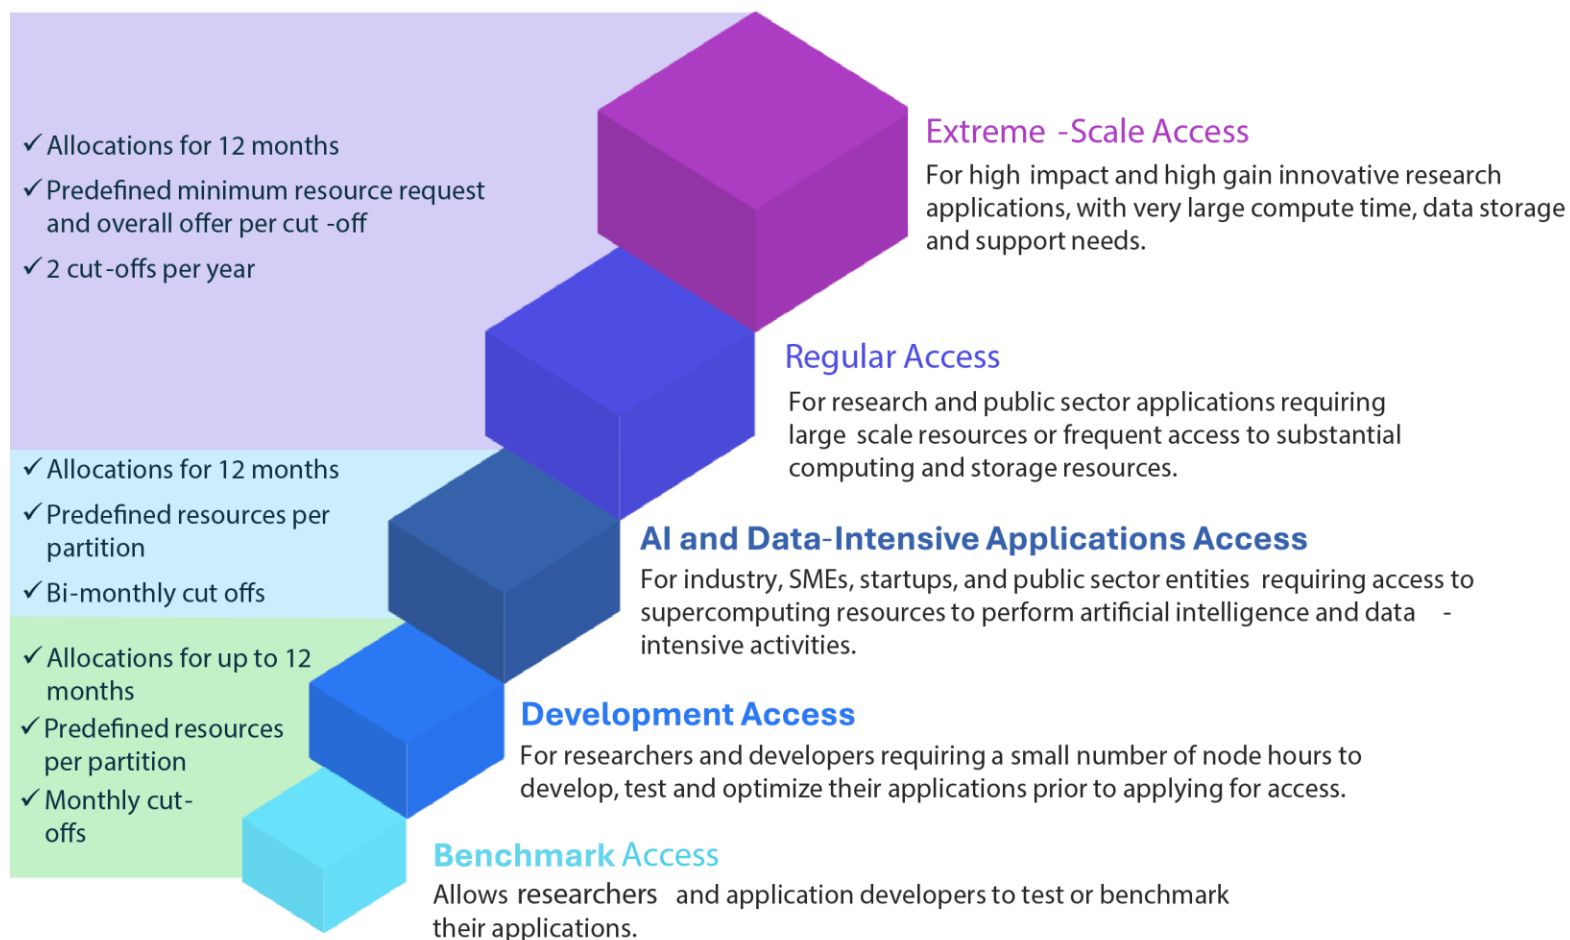 ✓ Allocations for 12 months
✓ Predefined minimum resource request
and overall offer per cut -off
✓ 2 cut-offs per year
Extreme -Scale Access
For high impact and high gain innovative research
applications, with very large compute time, data storage
and support needs.
Regular Access
For research and public sector applications requiring
large scale resources or frequent access to substantial
computing and storage resources.
✓ Allocations for 12 months
✓ Predefined resources per
partition
✓ Bi-monthly cut offs
AI and Data-Intensive Applications Access
For industry, SMEs, startups, and public sector entities requiring access to
supercomputing resources to perform artificial intelligence and data -
intensive activities.
✓ Allocations for up to 12
months
✓ Predefined resources
per partition
✓ Monthly cut-
offs
Development Access
For researchers and developers requiring a small number of node hours to
develop, test and optimize their applications prior to applying for access.
Benchmark Access
Allows researchers and application developers to test or benchmark
their applications.